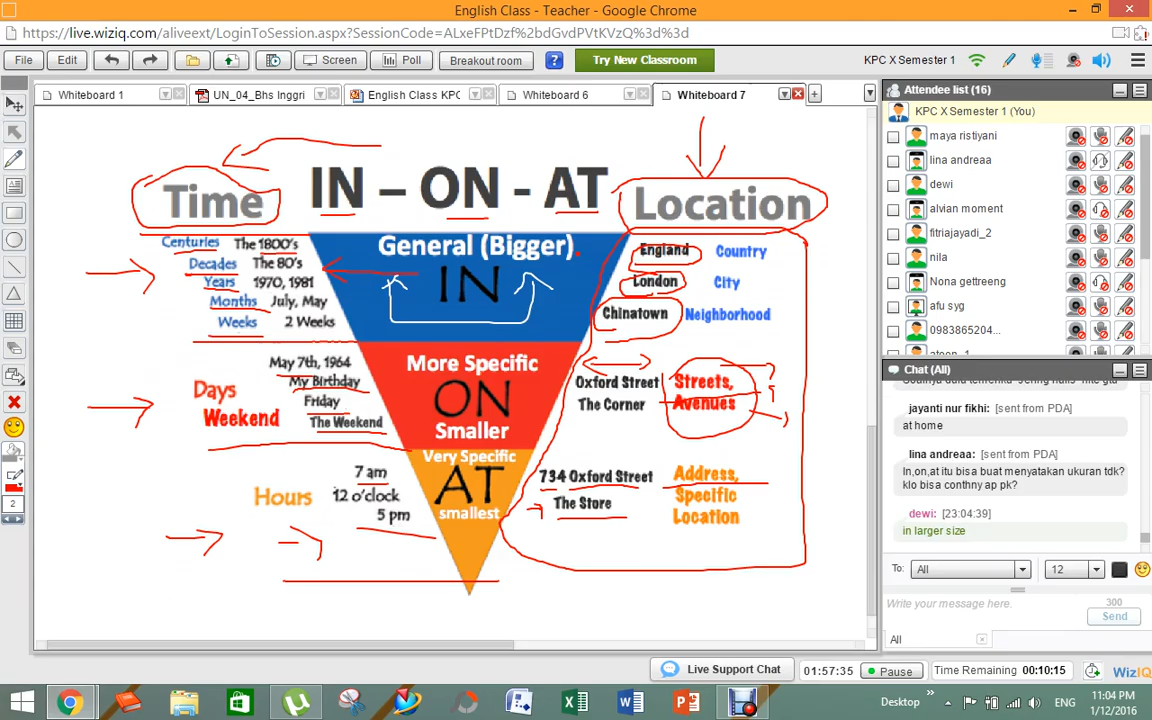 English Class - Teacher - Google Chrome
https://live.wiziq.com/aliveext/LoginToSession.aspx?SessionCode=ALxeFPtDzf%2bdGvdPVtKVZzQ%3d%3d
File Edit Screen Poll Breakout room ? Try New Classroom KPC X Semester 1
Whiteboard 1 UN_04_Bhs Inggri English Class KPC Whiteboard 6 Whiteboard 7
Attendee list (16)
KPC X Semester 1 (You)
maya ristiyani
lina andreaa
dewi
alvian moment
fitriajayadi_2
nila
Nona gettreeng
afu syg
0983865204...
Time IN – ON - AT Location
Centuries The 1800's
Decades The 80's
Years 1970, 1981
Months July, May
Weeks 2 Weeks
General (Bigger).
IN
England Country
London City
Chinatown Neighborhood
May 7th, 1964
My Birthday
Days Friday
Weekend The Weekend
More Specific
ON
Smaller
Oxford Street Streets,
The Corner Avenues
7 am
Hours 12 o'clock
5 pm
Very Specific
AT
smallest
734 Oxford Street Address,
The Store Specific
Location
Chat (All)
jayanti nur fikhi: [sent from PDA]
at home
lina andreaa: [sent from PDA]
In,on,at itu bisa buat menyatakan ukuran tdk?
klo bisa conthny ap pk?
dewi: [23:04:39]
in larger size
To: All 12
Write your message here. 300
Send
All
2
Live Support Chat 01:57:35 Pause Time Remaining 00:10:15 WizIQ
Desktop ENG 11:04 PM
1/12/2016